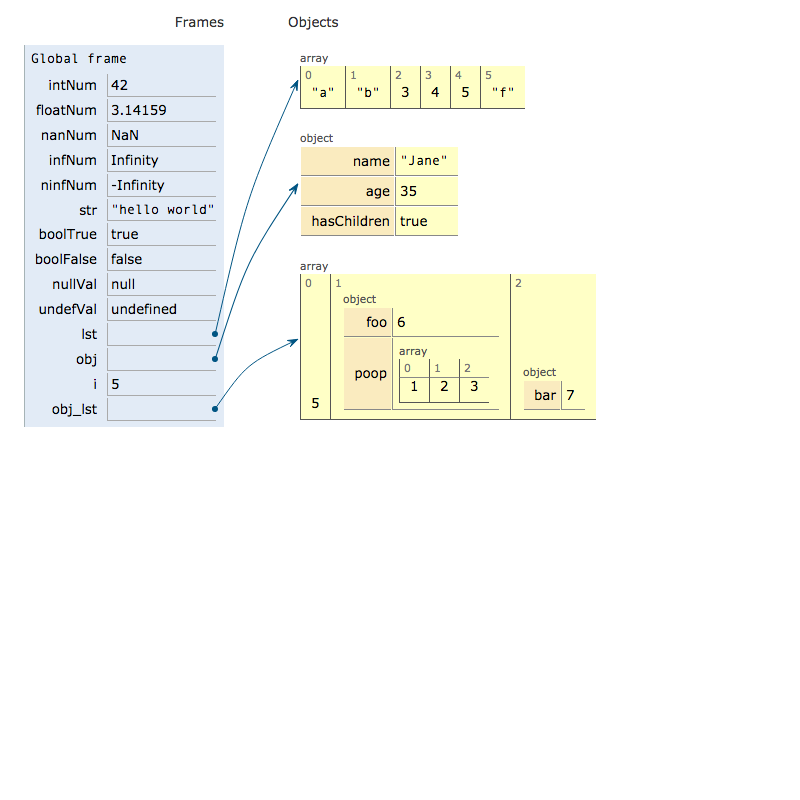 Frames Objects
Global frame
intNum 42
floatNum 3.14159
nanNum NaN
infNum Infinity
ninfNum -Infinity
str "hello world"
boolTrue true
boolFalse false
nullVal null
undefVal undefined
lst
obj
i 5
obj_lst
array
0 1 2 3 4 5
"a" "b" 3 4 5 "f"
object
name "Jane"
age 35
hasChildren true
array
0 1 2
object
foo 6
array
0 1 2
poop 1 2 3
object
bar 7
5